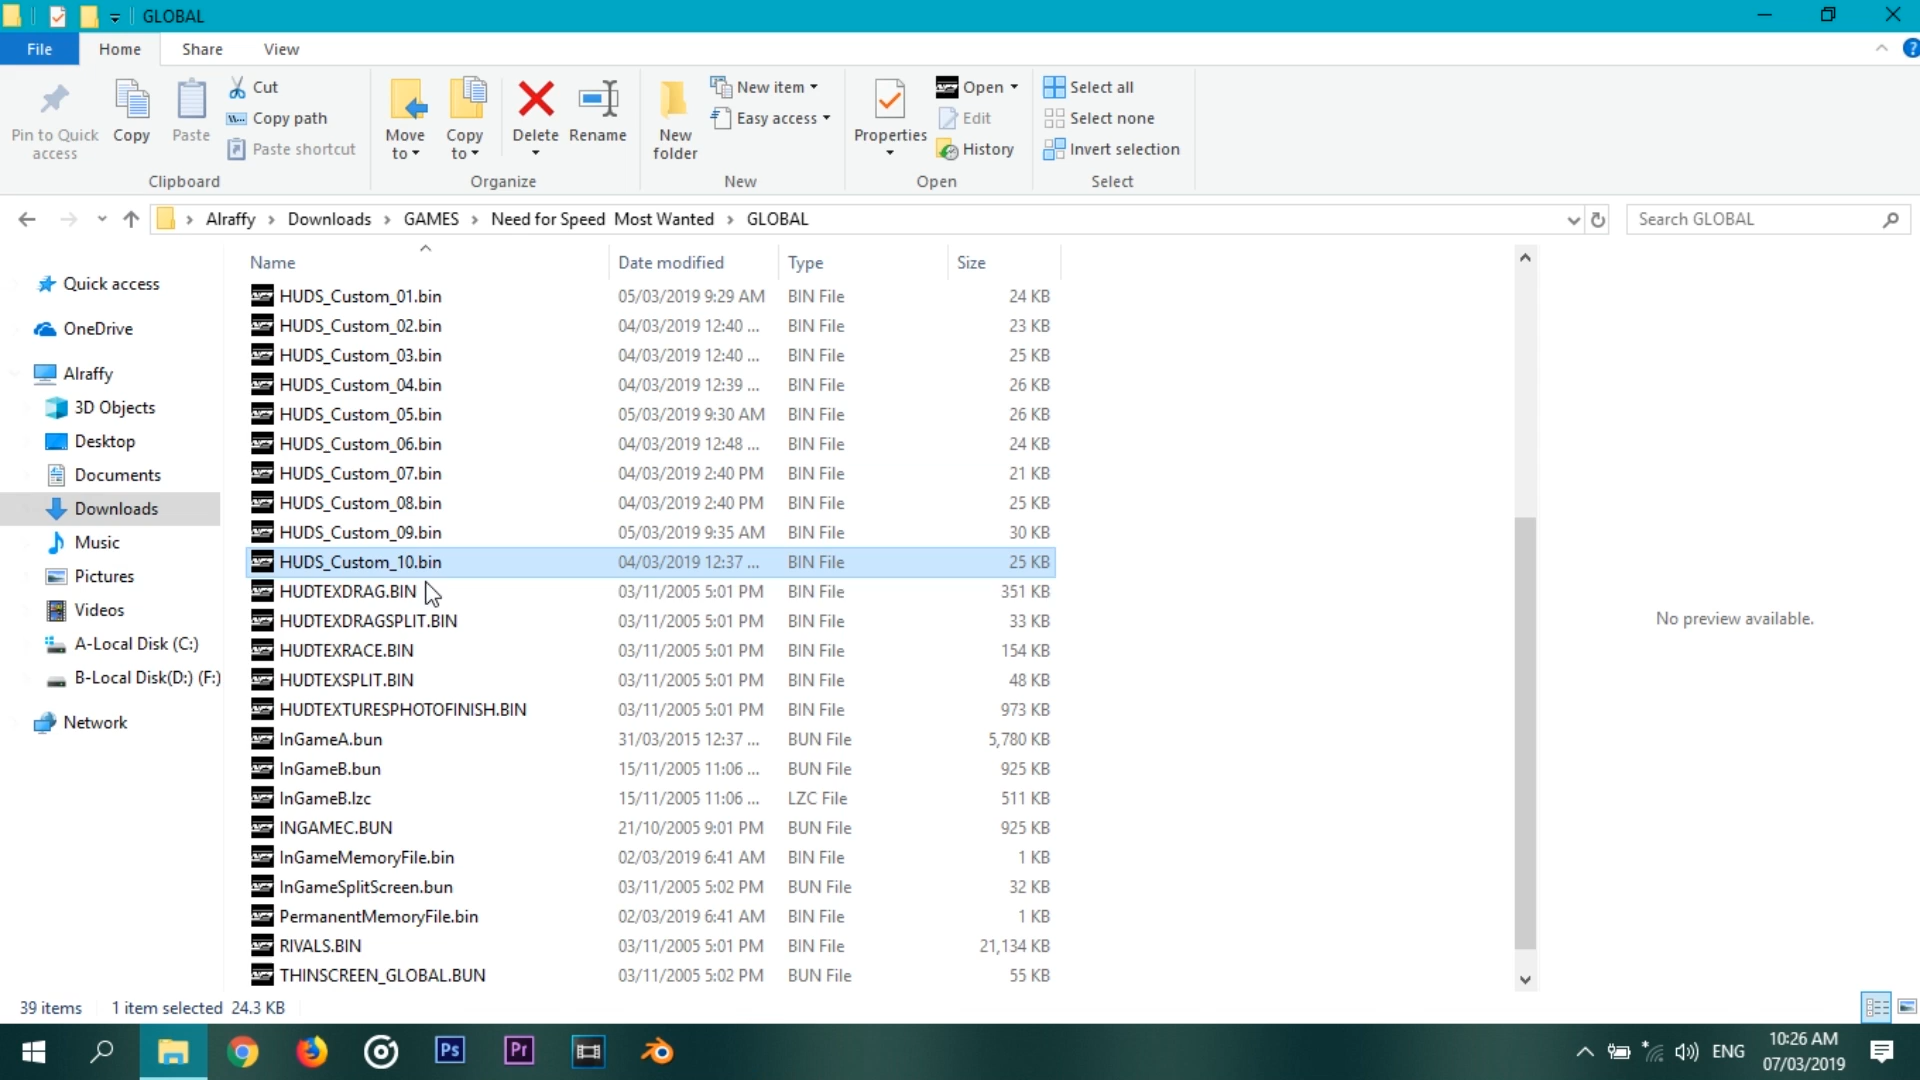 GLOBAL
File Home Share View
Pin to Quick access
Copy
Paste
Cut
Copy path
Paste shortcut
Clipboard
Move to
Copy to
Delete
Rename
Organize
New folder
New item
Easy access
New
Properties
Open
Edit
History
Open
Select all
Select none
Invert selection
Select
Alraffy › Downloads › GAMES › Need for Speed Most Wanted › GLOBAL
Search GLOBAL
Quick access
OneDrive
Alraffy
3D Objects
Desktop
Documents
Downloads
Music
Pictures
Videos
A-Local Disk (C:)
B-Local Disk(D:) (F:)
Network
Name Date modified Type Size
HUDS_Custom_01.bin 05/03/2019 9:29 AM BIN File 24 KB
HUDS_Custom_02.bin 04/03/2019 12:40 ... BIN File 23 KB
HUDS_Custom_03.bin 04/03/2019 12:40 ... BIN File 25 KB
HUDS_Custom_04.bin 04/03/2019 12:39 ... BIN File 26 KB
HUDS_Custom_05.bin 05/03/2019 9:30 AM BIN File 26 KB
HUDS_Custom_06.bin 04/03/2019 12:48 ... BIN File 24 KB
HUDS_Custom_07.bin 04/03/2019 2:40 PM BIN File 21 KB
HUDS_Custom_08.bin 04/03/2019 2:40 PM BIN File 25 KB
HUDS_Custom_09.bin 05/03/2019 9:35 AM BIN File 30 KB
HUDS_Custom_10.bin 04/03/2019 12:37 ... BIN File 25 KB
HUDTEXDRAG.BIN 03/11/2005 5:01 PM BIN File 351 KB
HUDTEXDRAGSPLIT.BIN 03/11/2005 5:01 PM BIN File 33 KB
HUDTEXRACE.BIN 03/11/2005 5:01 PM BIN File 154 KB
HUDTEXSPLIT.BIN 03/11/2005 5:01 PM BIN File 48 KB
HUDTEXTURESPHOTOFINISH.BIN 03/11/2005 5:01 PM BIN File 973 KB
InGameA.bun 31/03/2015 12:37 ... BUN File 5,780 KB
InGameB.bun 15/11/2005 11:06 ... BUN File 925 KB
InGameB.lzc 15/11/2005 11:06 ... LZC File 511 KB
INGAMEC.BUN 21/10/2005 9:01 PM BUN File 925 KB
InGameMemoryFile.bin 02/03/2019 6:41 AM BIN File 1 KB
InGameSplitScreen.bun 03/11/2005 5:02 PM BUN File 32 KB
PermanentMemoryFile.bin 02/03/2019 6:41 AM BIN File 1 KB
RIVALS.BIN 03/11/2005 5:01 PM BIN File 21,134 KB
THINSCREEN_GLOBAL.BUN 03/11/2005 5:02 PM BUN File 55 KB
No preview available.
39 items 1 item selected 24.3 KB
Ps Pr
ENG
10:26 AM
07/03/2019